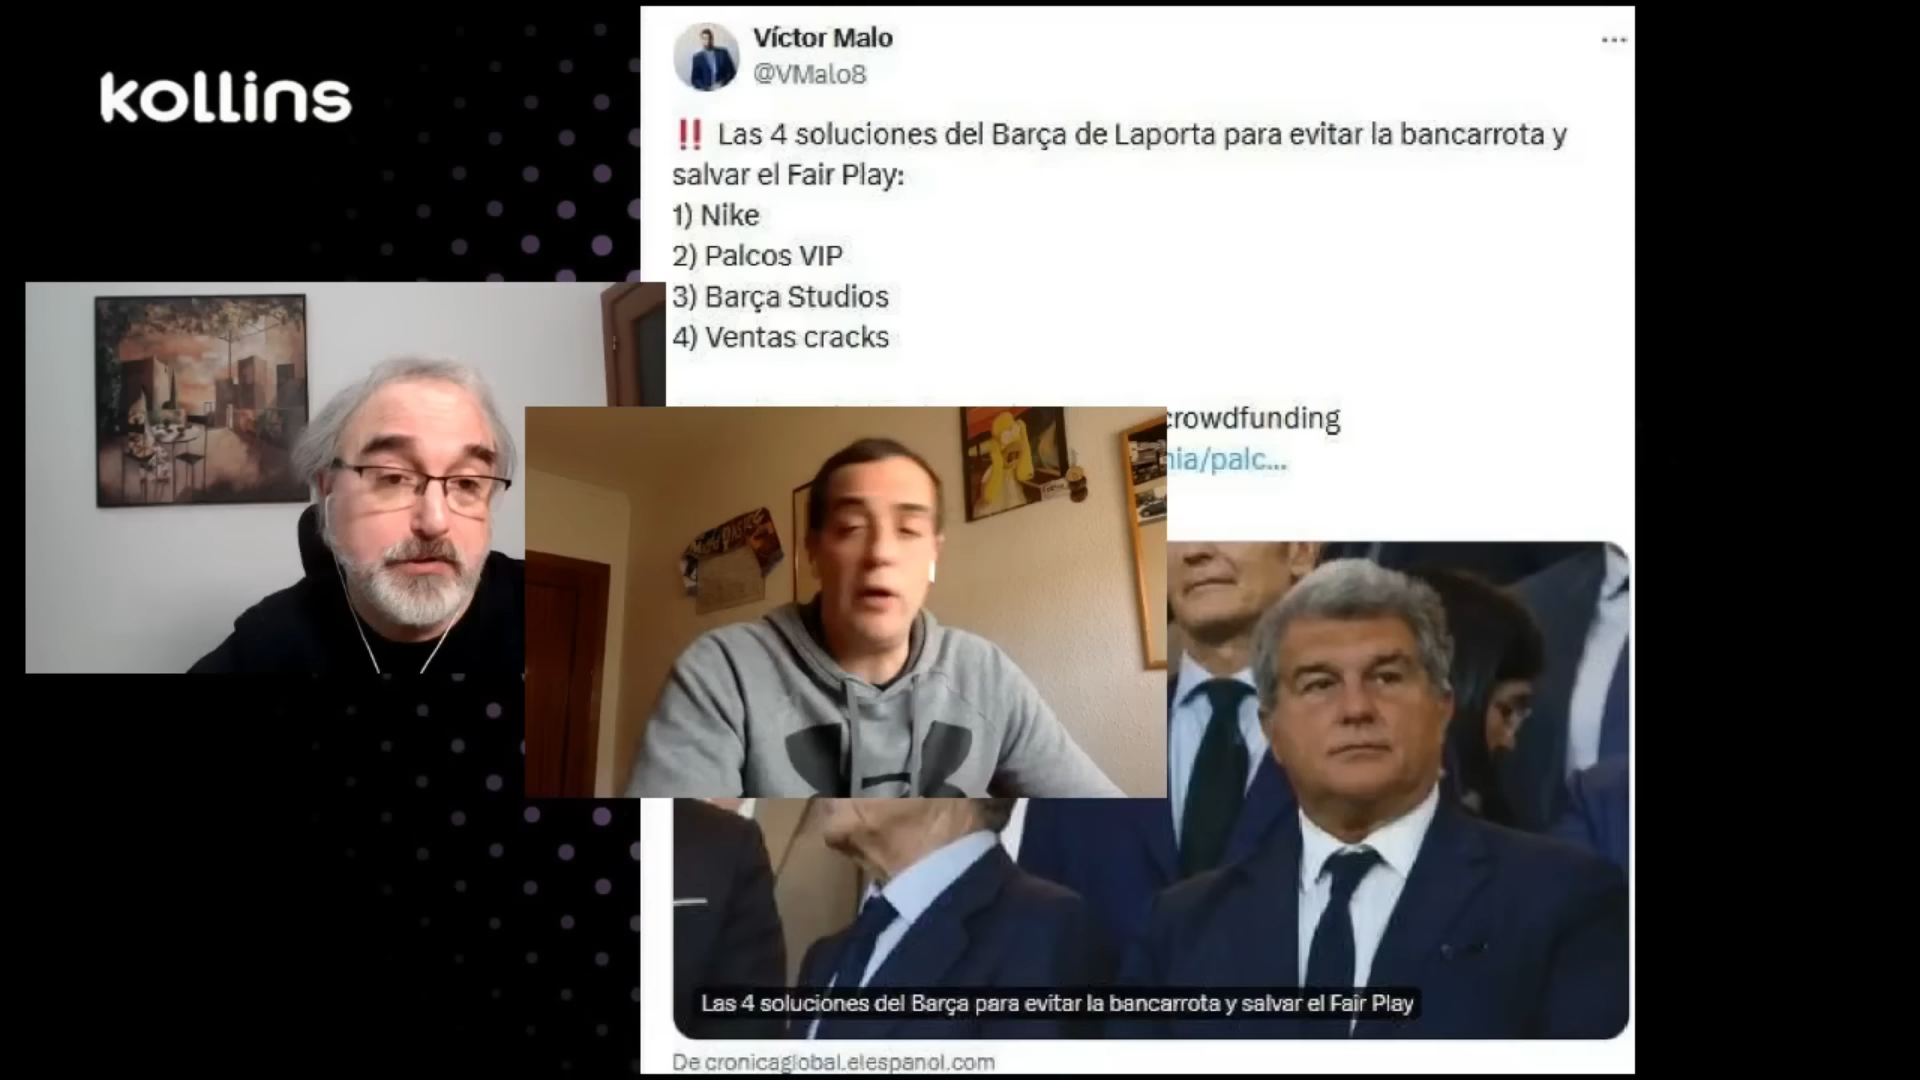 kollins
Víctor Malo
@VMalo8
‼ Las 4 soluciones del Barça de Laporta para evitar la bancarrota y
salvar el Fair Play:
1) Nike
2) Palcos VIP
3) Barça Studios
4) Ventas cracks
crowdfunding
nia/palc...
Las 4 soluciones del Barça para evitar la bancarrota y salvar el Fair Play
De cronicaglobal.elespanol.com